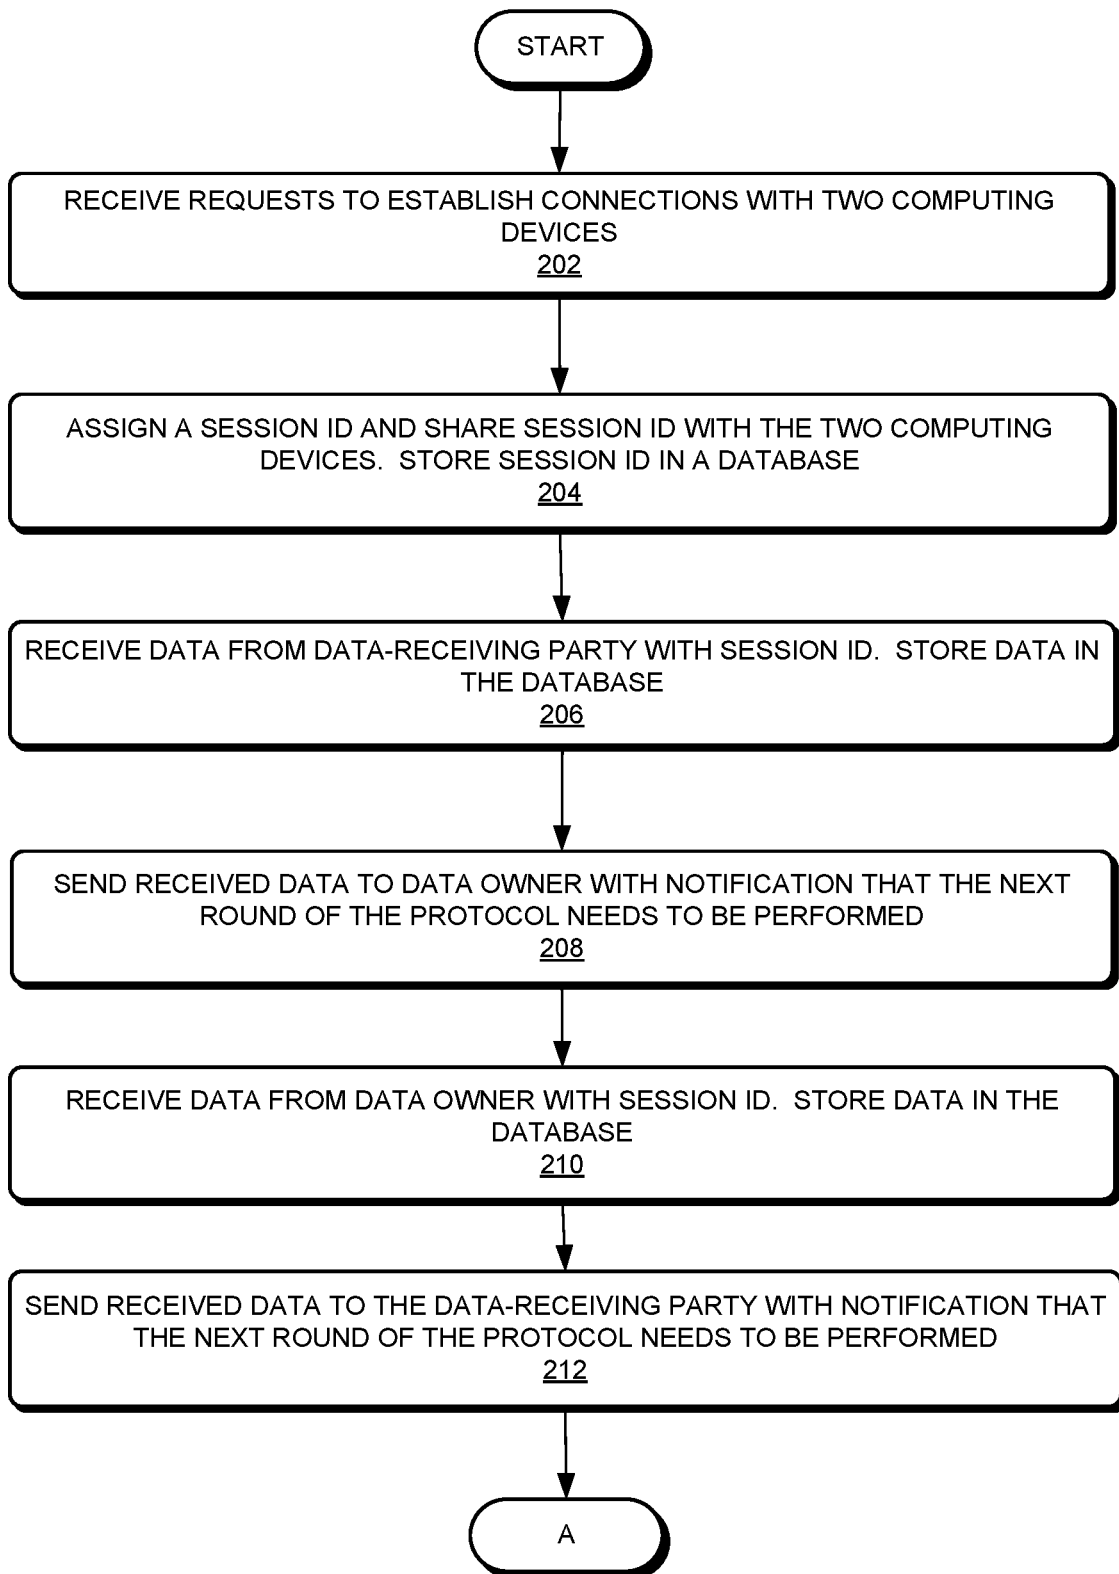 START
RECEIVE REQUESTS TO ESTABLISH CONNECTIONS WITH TWO COMPUTING
DEVICES
202
ASSIGN A SESSION ID AND SHARE SESSION ID WITH THE TWO COMPUTING
DEVICES.  STORE SESSION ID IN A DATABASE
204
RECEIVE DATA FROM DATA-RECEIVING PARTY WITH SESSION ID.  STORE DATA IN
THE DATABASE
206
SEND RECEIVED DATA TO DATA OWNER WITH NOTIFICATION THAT THE NEXT
ROUND OF THE PROTOCOL NEEDS TO BE PERFORMED
208
RECEIVE DATA FROM DATA OWNER WITH SESSION ID.  STORE DATA IN THE
DATABASE
210
SEND RECEIVED DATA TO THE DATA-RECEIVING PARTY WITH NOTIFICATION THAT
THE NEXT ROUND OF THE PROTOCOL NEEDS TO BE PERFORMED
212
A